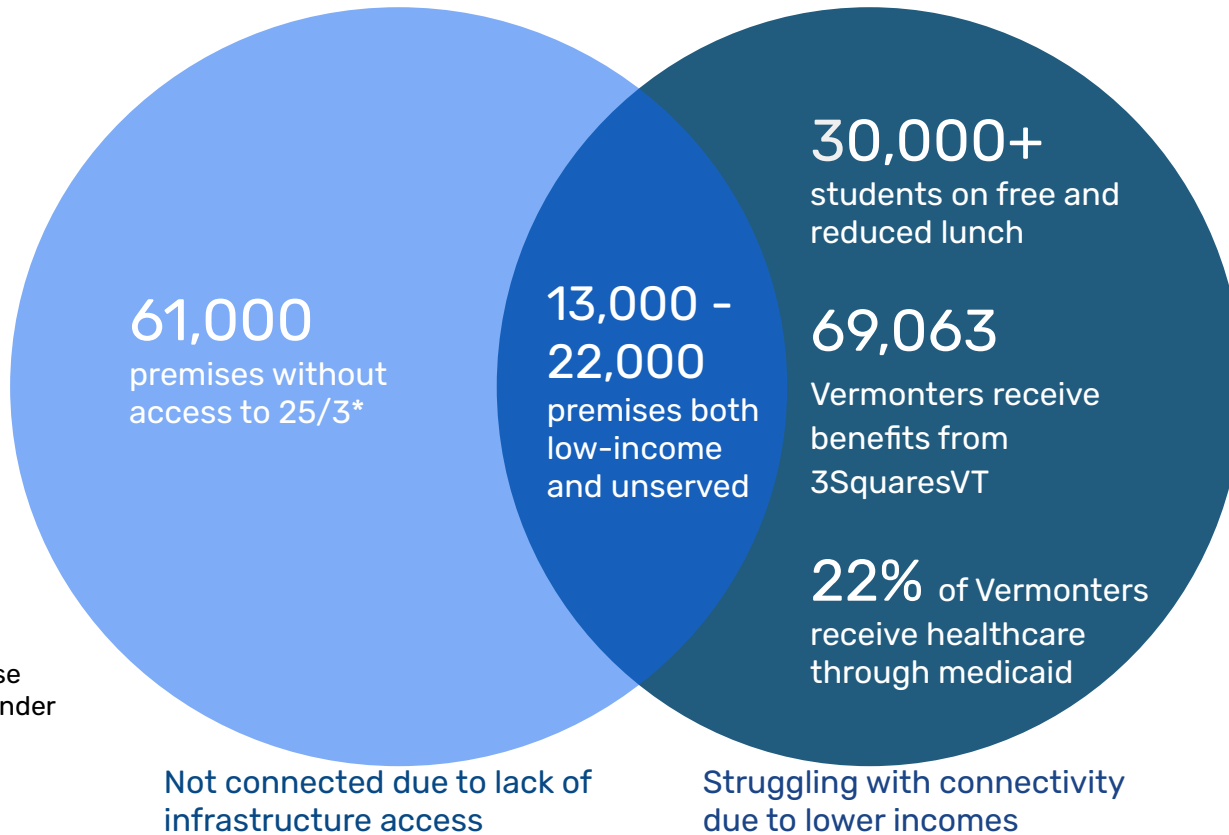 61,000
premises without
access to 25/3*
13,000 -
22,000
premises both
low-income
and unserved
30,000+
students on free and
reduced lunch
69,063
Vermonters receive
benefits from
3SquaresVT
22% of Vermonters
receive healthcare
through medicaid
Not connected due to lack of
infrastructure access
Struggling with connectivity
due to lower incomes